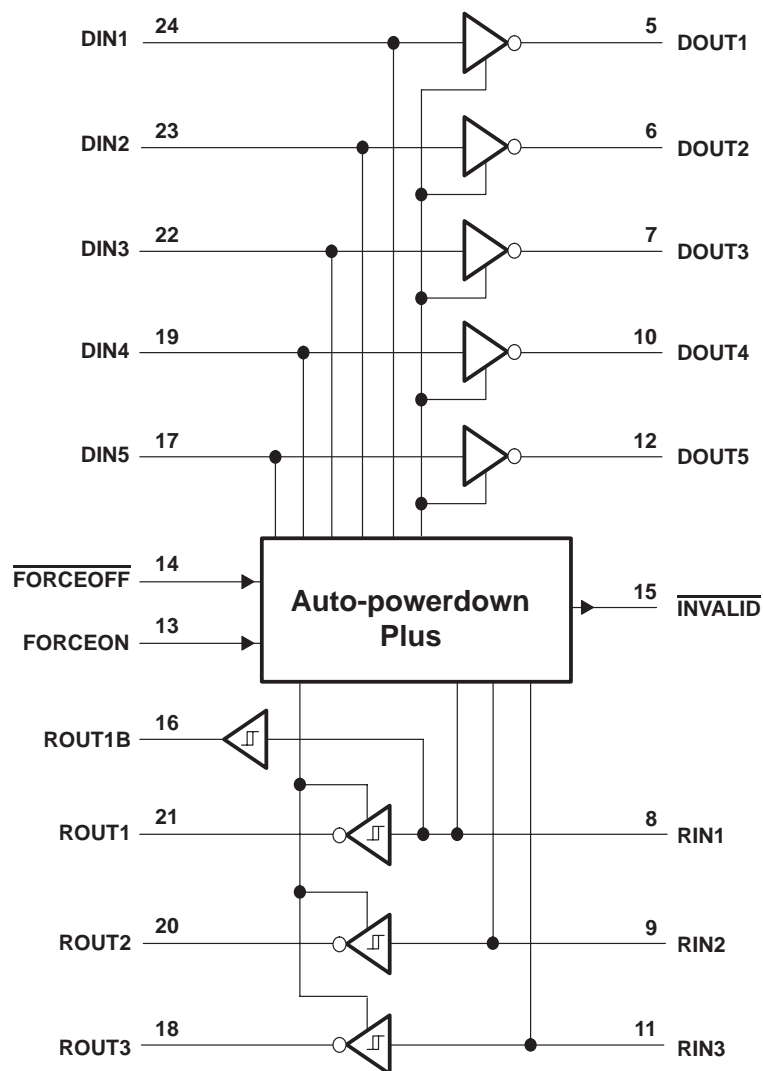 DIN1 24 5 DOUT1
DIN2 23 6 DOUT2
DIN3 22 7 DOUT3
DIN4 19 10 DOUT4
DIN5 17 12 DOUT5
FORCEOFF 14
Auto-powerdown
Plus
15 INVALID
FORCEON 13
ROUT1B 16
ROUT1 21 8 RIN1
ROUT2 20 9 RIN2
ROUT3 18 11 RIN3